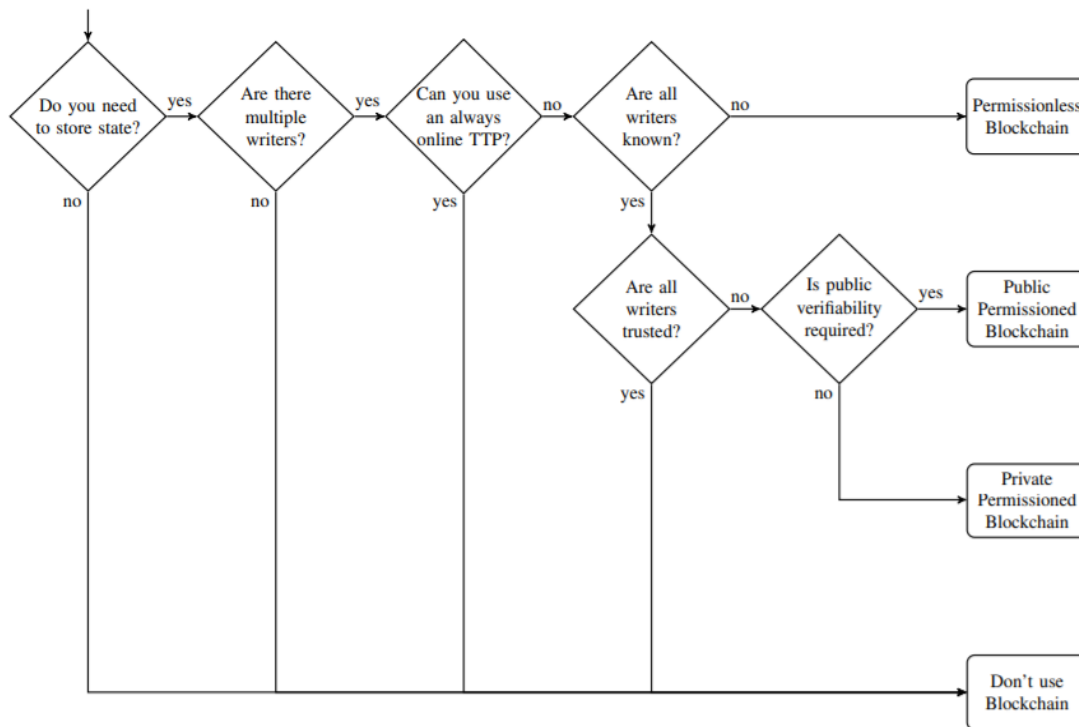 Do you need
to store state?
yes
no
Are there
multiple
writers?
yes
no
Can you use
an always
online TTP?
no
yes
Are all
writers
known?
no
yes
Permissionless
Blockchain
Are all
writers
trusted?
no
yes
Is public
verifiability
required?
yes
no
Public
Permissioned
Blockchain
Private
Permissioned
Blockchain
Don't use
Blockchain